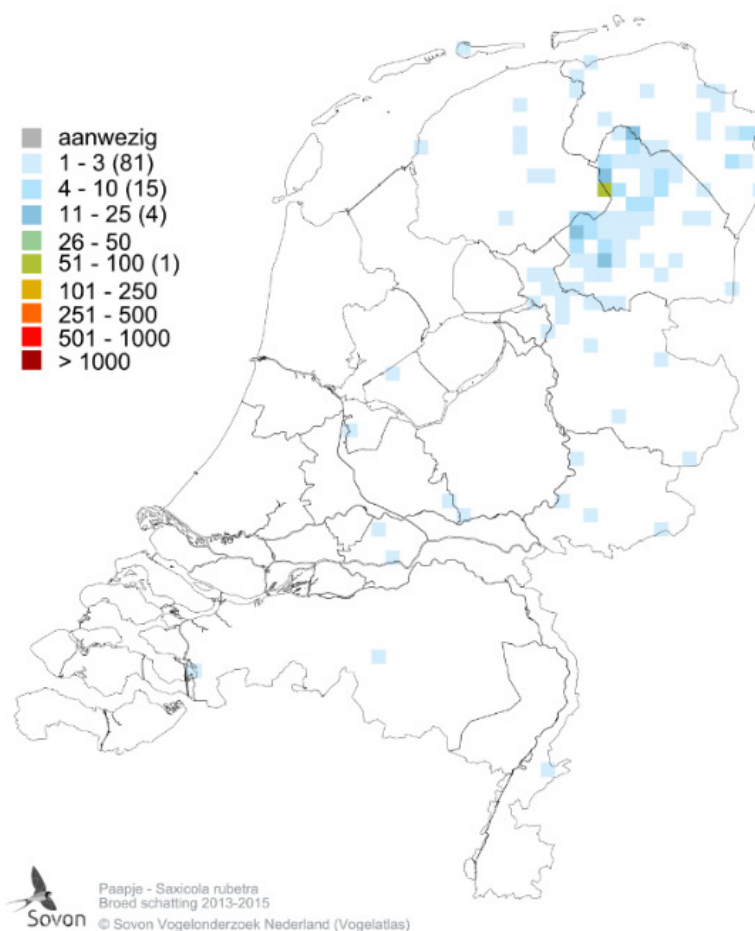 aanwezig
1 - 3 (81)
4 - 10 (15)
11 - 25 (4)
26 - 50
51 - 100 (1)
101 - 250
251 - 500
501 - 1000
> 1000
Paapje - Saxicola rubetra
Broed schatting 2013-2015
Sovon © Sovon Vogelonderzoek Nederland (Vogelatlas)